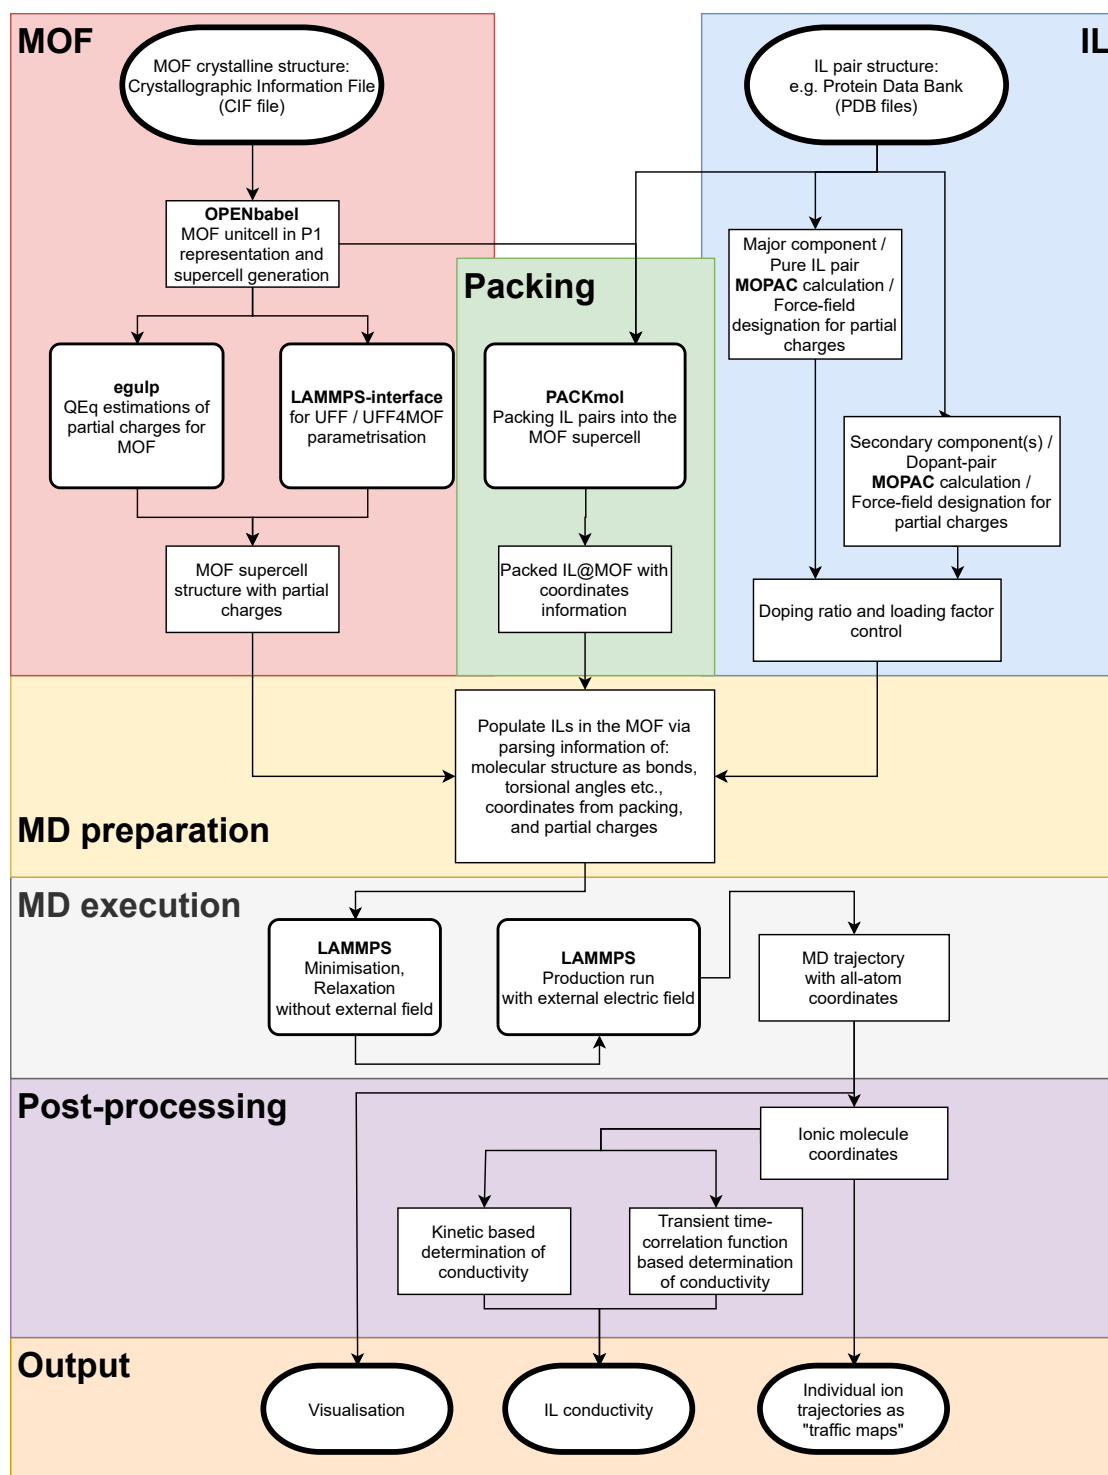 MOF
MOF crystalline structure:
Crystallographic Information File
(CIF file)
IL
IL pair structure:
e.g. Protein Data Bank
(PDB files)
OPENbabel
MOF unitcell in P1
representation and
supercell generation
Major component /
Pure IL pair
MOPAC calculation /
Force-field
designation for partial
charges
Packing
egulp
QEq estimations of
partial charges for
MOF
LAMMPS-interface
for UFF / UFF4MOF
parametrisation
PACKmol
Packing IL pairs into the
MOF supercell
Secondary component(s) /
Dopant-pair
MOPAC calculation /
Force-field designation for
partial charges
MOF supercell
structure with partial
charges
Packed IL@MOF with
coordinates
information
Doping ratio and loading factor
control
MD preparation
Populate ILs in the MOF via
parsing information of:
molecular structure as bonds,
torsional angles etc.,
coordinates from packing,
and partial charges
MD execution
LAMMPS
Minimisation,
Relaxation
without external field
LAMMPS
Production run
with external electric field
MD trajectory
with all-atom
coordinates
Post-processing
Ionic molecule
coordinates
Kinetic based
determination of
conductivity
Transient time-
correlation function
based determination
of conductivity
Output
Visualisation
IL conductivity
Individual ion
trajectories as
"traffic maps"